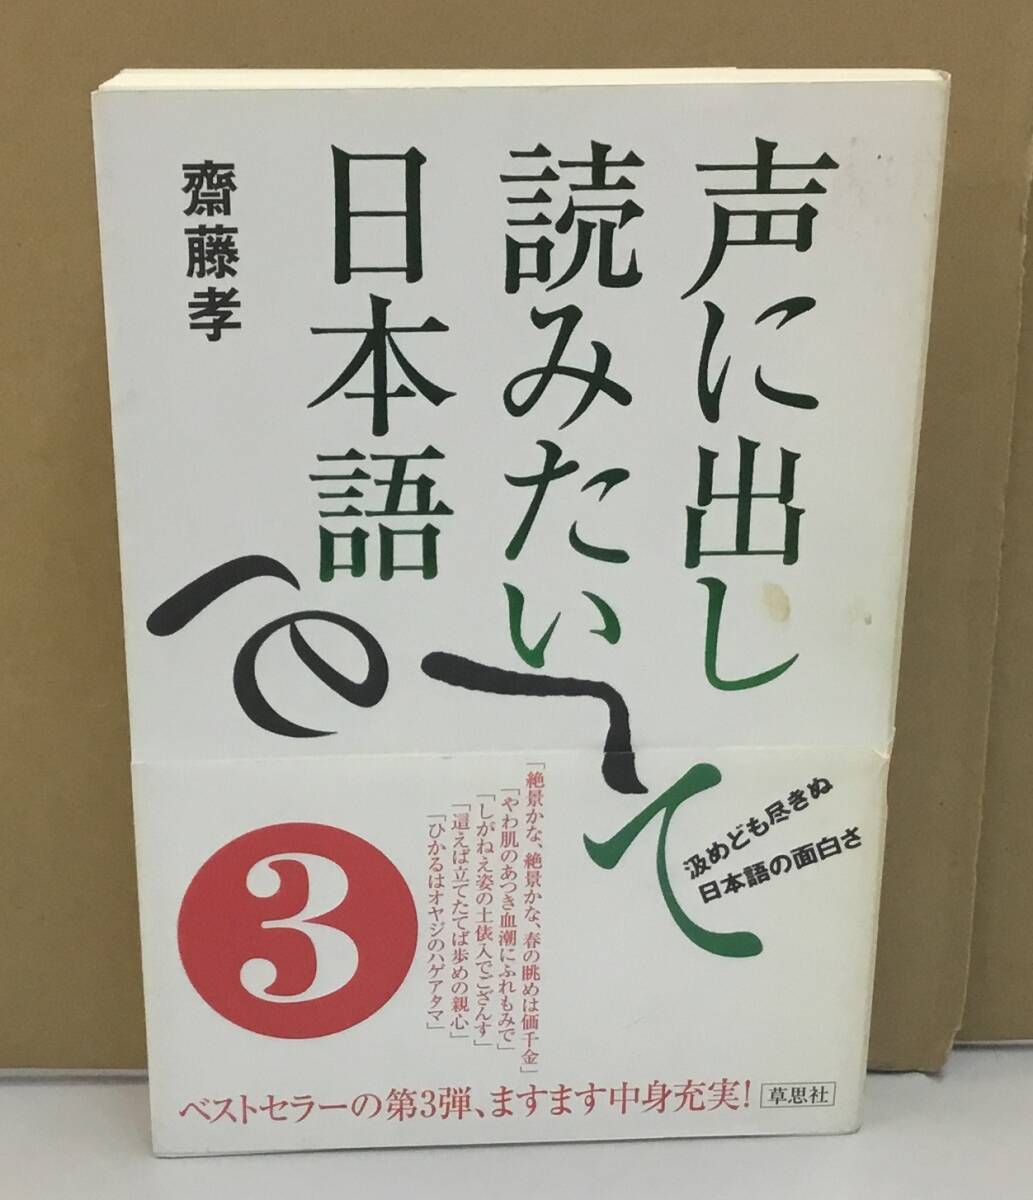 声に出して
読みたい
日本語
齋藤孝
汲めども尽きぬ
日本語の面白さ
「絶景かな、絶景かな、春の眺めは価千金」
「やわ肌のあつき血潮にふれもみで」
「しがねえ姿の土俵入でござんす」
「這えば立てたてば歩めの親心」
「ひかるはオヤジのハゲアタマ」
3
ベストセラーの第3弾、ますます中身充実!
草思社